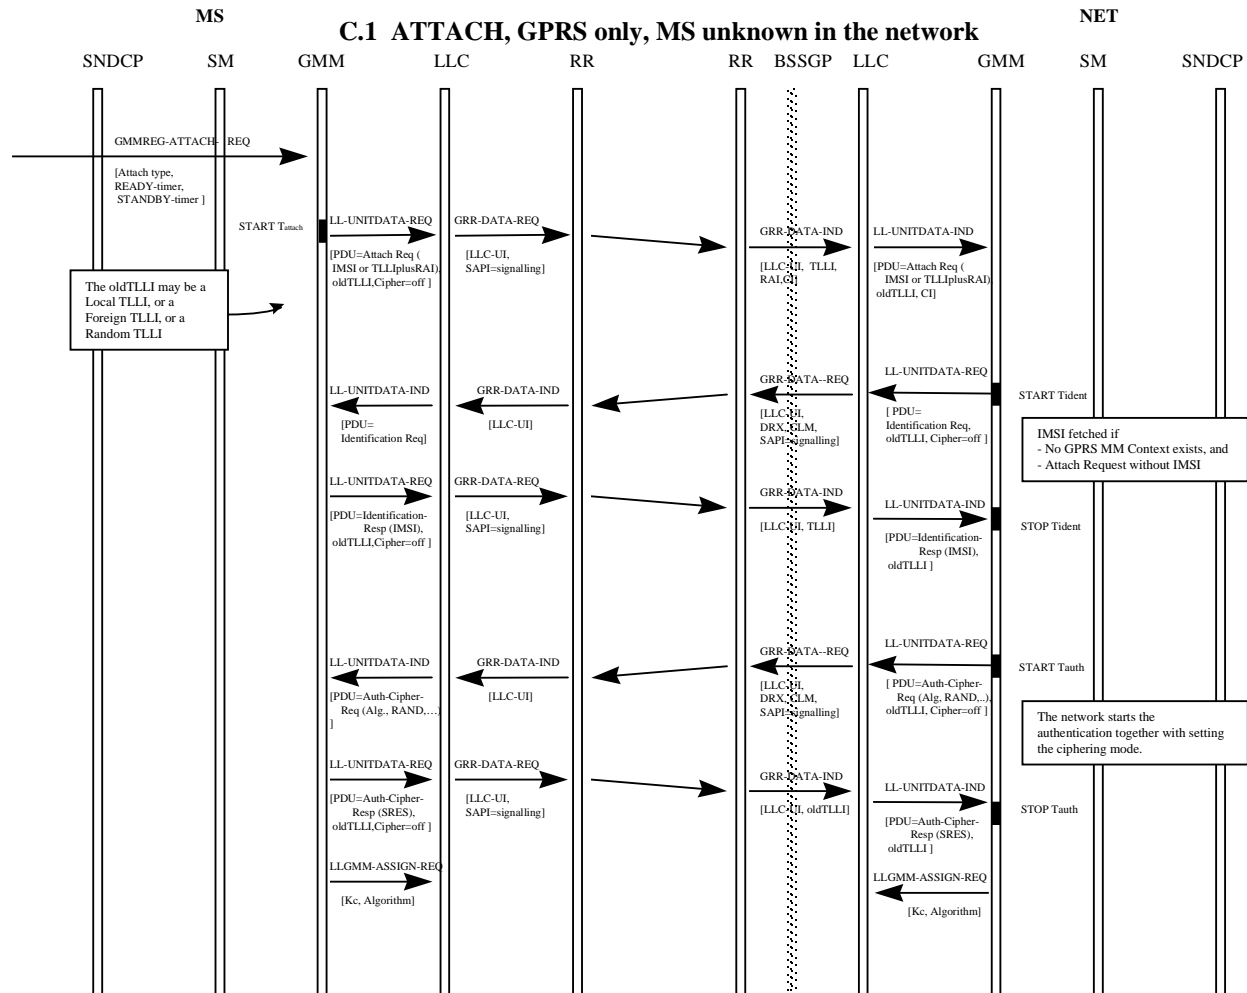 MS
NET
C.1 ATTACH, GPRS only, MS unknown in the network
SNDCP SM GMM LLC RR RR BSSGP LLC GMM SM SNDCP
GMMREG-ATTACH- REQ
[Attach type,
READY-timer,
STANDBY-timer ]
START Tattach
LL-UNITDATA-REQ
[PDU=Attach Req (
IMSI or TLLIplusRAI),
oldTLLI,Cipher=off ]
GRR-DATA-REQ
[LLC-UI,
SAPI=signalling]
GRR-DATA-IND
[LLC-UI, TLLI,
RAI,CI]
LL-UNITDATA-IND
[PDU=Attach Req (
IMSI or TLLIplusRAI),
oldTLLI, CI]
The oldTLLI may be a
Local TLLI, or a
Foreign TLLI, or a
Random TLLI
LL-UNITDATA-IND
[PDU=
Identification Req]
GRR-DATA-IND
[LLC-UI]
GRR-DATA--REQ
[LLC-UI,
DRX, CLM,
SAPI=signalling]
LL-UNITDATA-REQ
[ PDU=
Identification Req,
oldTLLI, Cipher=off ]
START Tident
IMSI fetched if
- No GPRS MM Context exists, and
- Attach Request without IMSI
LL-UNITDATA-REQ
[PDU=Identification-
Resp (IMSI),
oldTLLI,Cipher=off ]
GRR-DATA-REQ
[LLC-UI,
SAPI=signalling]
GRR-DATA-IND
[LLC-UI, TLLI]
LL-UNITDATA-IND
[PDU=Identification-
Resp (IMSI),
oldTLLI ]
STOP Tident
LL-UNITDATA-IND
[PDU=Auth-Cipher-
Req (Alg., RAND,…)
]
GRR-DATA-IND
[LLC-UI]
GRR-DATA--REQ
[LLC-UI,
DRX, CLM,
SAPI=signalling]
LL-UNITDATA-REQ
[ PDU=Auth-Cipher-
Req (Alg, RAND,..),
oldTLLI, Cipher=off ]
START Tauth
The network starts the
authentication together with setting
the ciphering mode.
LL-UNITDATA-REQ
[PDU=Auth-Cipher-
Resp (SRES),
oldTLLI,Cipher=off ]
GRR-DATA-REQ
[LLC-UI,
SAPI=signalling]
GRR-DATA-IND
[LLC-UI, oldTLLI]
LL-UNITDATA-IND
[PDU=Auth-Cipher-
Resp (SRES),
oldTLLI ]
STOP Tauth
LLGMM-ASSIGN-REQ
[Kc, Algorithm]
LLGMM-ASSIGN-REQ
[Kc, Algorithm]